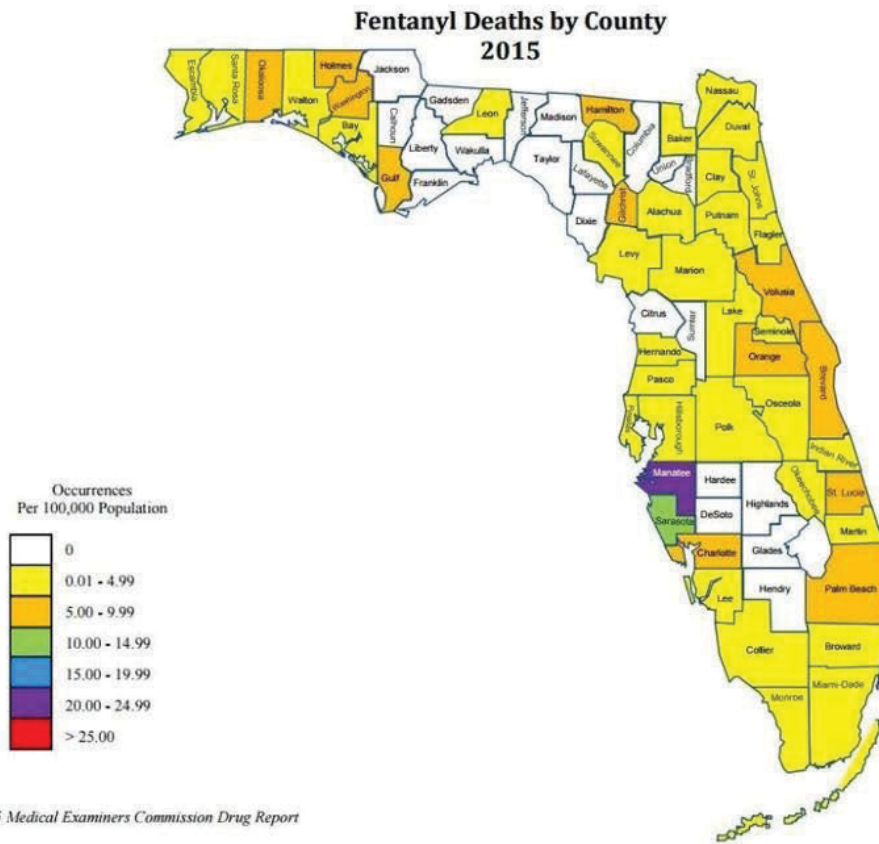 Fentanyl Deaths by County
2015
Escambia
Santa Rosa
Okaloosa
Walton
Holmes
Washington
Jackson
Bay
Calhoun
Gulf
Gadsden
Liberty
Franklin
Leon
Wakulla
Jefferson
Madison
Taylor
Hamilton
Suwannee
Lafayette
Dixie
Columbia
Gilchrist
Baker
Union
Bradford
Nassau
Duval
Clay
St. Johns
Alachua
Putnam
Flagler
Levy
Marion
Volusia
Citrus
Sumter
Lake
Seminole
Orange
Brevard
Hernando
Pasco
Pinellas
Hillsborough
Polk
Osceola
Indian River
Okeechobee
St. Lucie
Manatee
Hardee
Highlands
Sarasota
DeSoto
Martin
Charlotte
Glades
Palm Beach
Lee
Hendry
Collier
Broward
Miami-Dade
Monroe
Occurrences
Per 100,000 Population
0
0.01 - 4.99
5.00 - 9.99
10.00 - 14.99
15.00 - 19.99
20.00 - 24.99
> 25.00
Medical Examiners Commission Drug Report